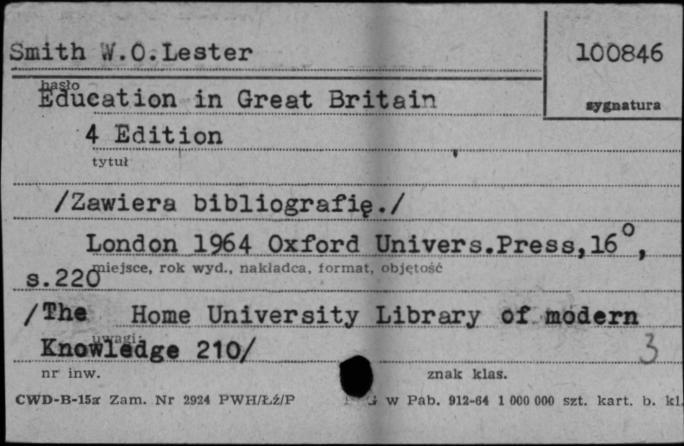 Smith W.O.Lester
100846
hasło
sygnatura
Education in Great Britain
4 Edition
tytuł
/Zawiera bibliografię./
London 1964 Oxford Univers.Press,16°,
miejsce, rok wyd., nakładca, format, objętość
s.220
/The Home University Library of modern
uwagi
Knowledge 210/
3
nr inw.
znak klas.
CWD-B-15a Zam. Nr 2924 PWH/Łź/P
w Pab. 912-64 1 000 000 szt. kart. b. kl.